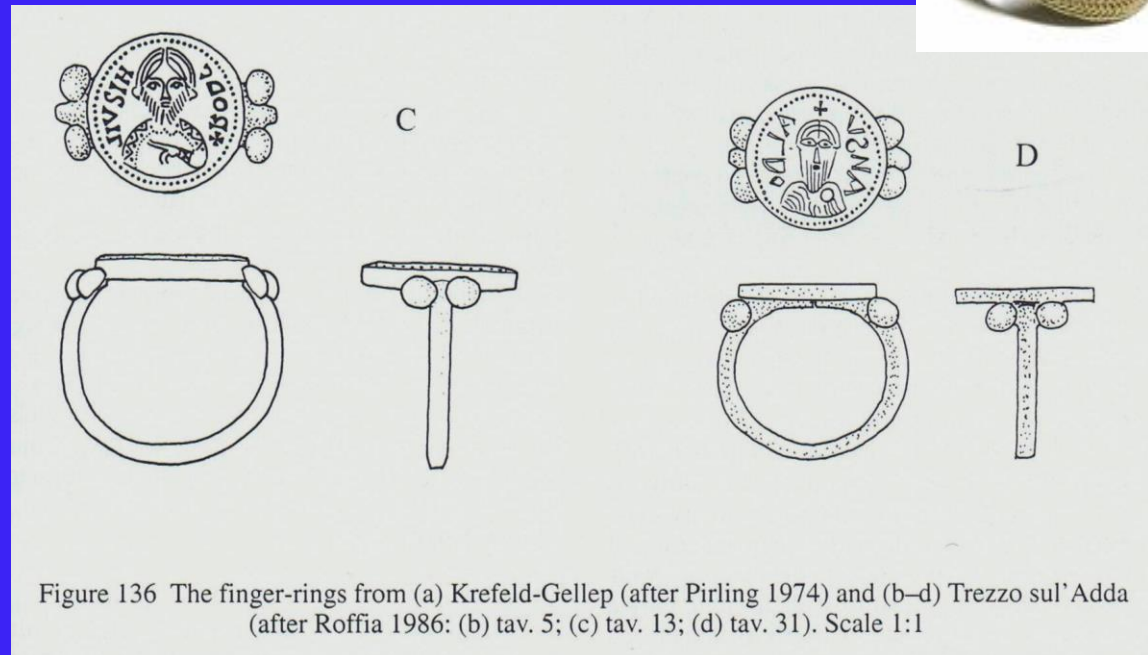 C
D
Figure 136 The finger-rings from (a) Krefeld-Gellep (after Pirling 1974) and (b–d) Trezzo sul'Adda
(after Roffia 1986: (b) tav. 5; (c) tav. 13; (d) tav. 31). Scale 1:1